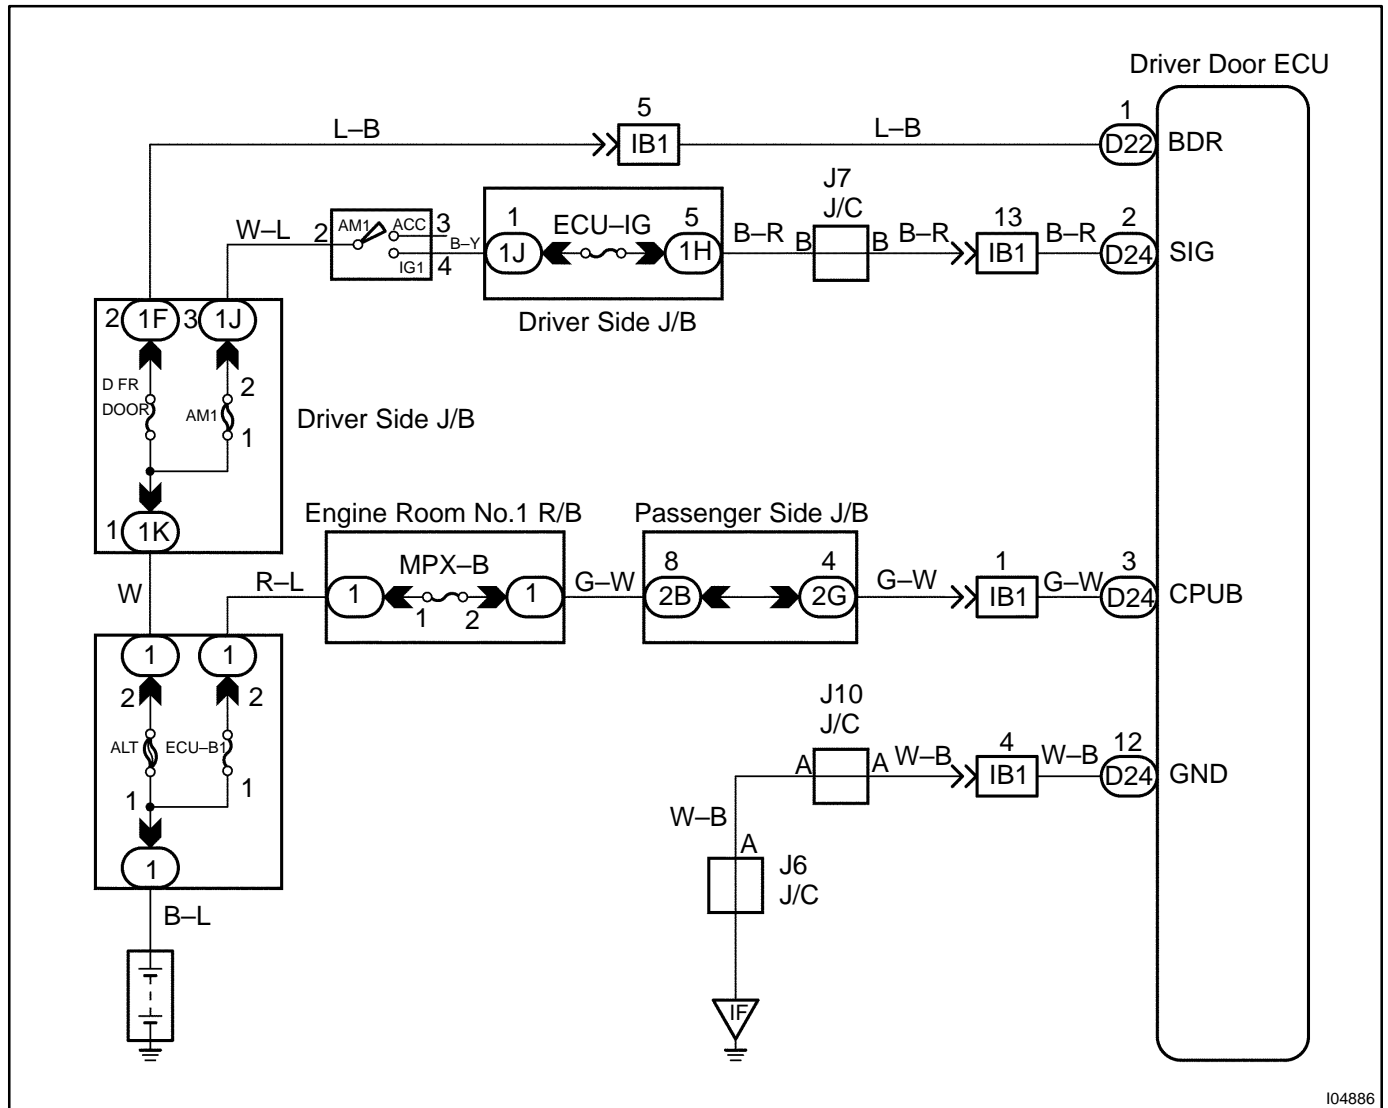 Driver Door ECU
5
1
L–B
IB1
L–B
D22
BDR
J7
J/C
W–L
2
AM1
ACC
3
IG1
4
B–Y
1
1J
ECU–IG
5
1H
B–R
B
B
B–R
13
IB1
B–R
2
D24
SIG
Driver Side J/B
2
1F
3
1J
D FR
DOOR
2
AM1
1
Driver Side J/B
1
1K
Engine Room No.1 R/B
Passenger Side J/B
W
R–L
1
MPX–B
1
2
1
G–W
8
2B
4
2G
G–W
1
IB1
G–W
3
D24
CPUB
1
1
2
2
ALT
ECU–B1
1
1
1
J10
J/C
A
A
W–B
4
IB1
W–B
12
D24
GND
W–B
A
J6
J/C
B–L
IF
I04886